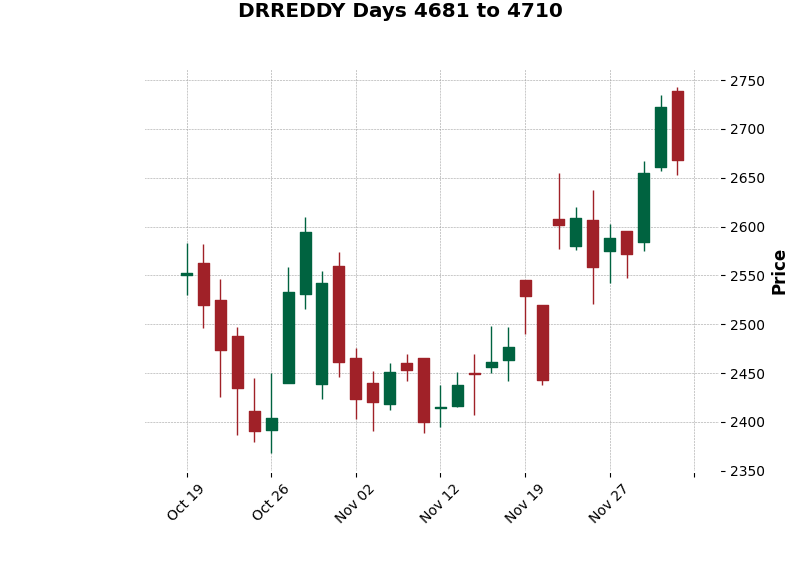 DRREDDY Days 4681 to 4710
2750
2700
2650
2600
2550
2500
2450
2400
2350
Price
Oct 19
Oct 26
Nov 02
Nov 12
Nov 19
Nov 27